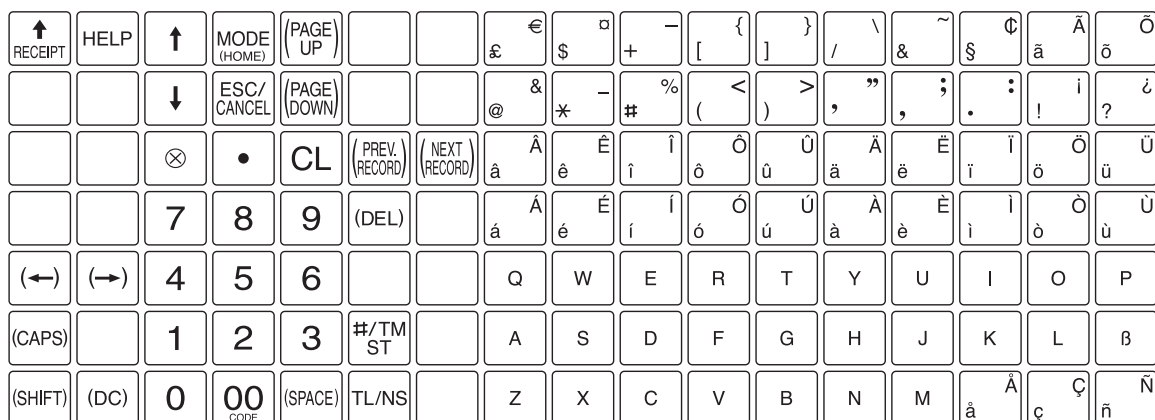 ↑ RECEIPT HELP ↑ MODE (HOME) (PAGE UP) £ € $ ¤ + – [ { ] } / \ & ~ § ₵ ã Ã õ Õ
↓ ESC/CANCEL (PAGE DOWN) @ & * _ # % ( < ) > ’ ” , ; . : ! ¡ ? ¿
⊗ • CL (PREV. RECORD) (NEXT RECORD) â Â ê Ê î Î ô Ô û Û ä Ä ë Ë ï Ï ö Ö ü Ü
7 8 9 (DEL) á Á é É í Í ó Ó ú Ú à À è È ì Ì ò Ò ù Ù
(←) (→) 4 5 6 Q W E R T Y U I O P
(CAPS) 1 2 3 #/TM ST A S D F G H J K L ß
(SHIFT) (DC) 0 00 CODE (SPACE) TL/NS Z X C V B N M å Å ç Ç ñ Ñ